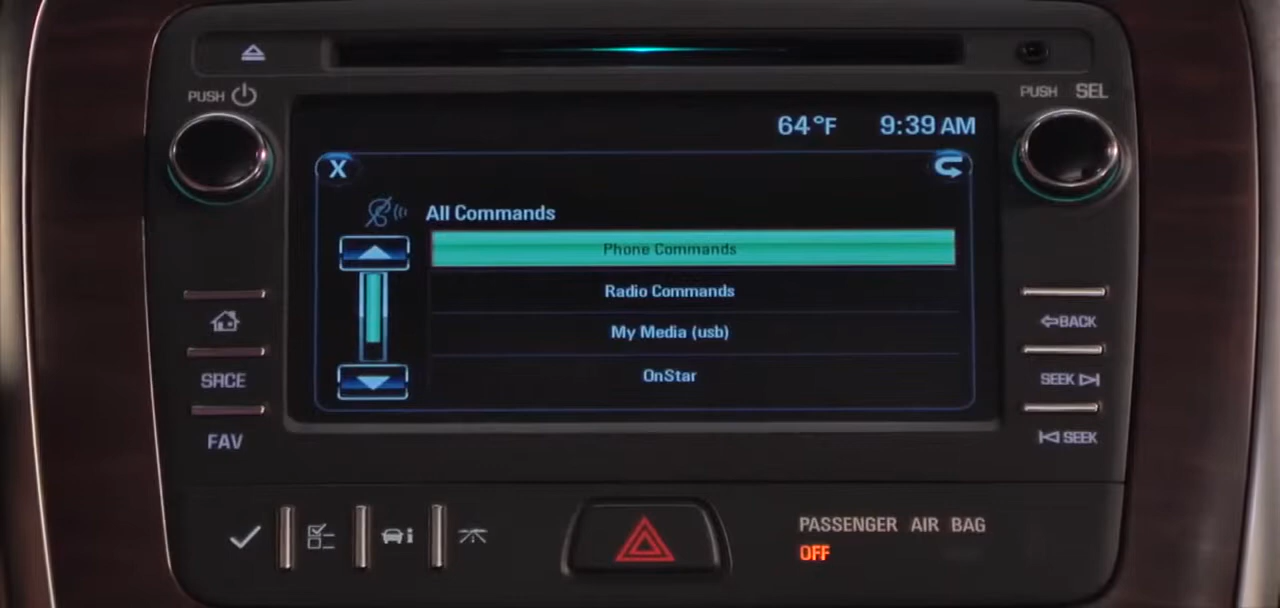 PUSH
PUSH SEL
64°F 9:39 AM
X
All Commands
Phone Commands
Radio Commands
My Media (usb)
OnStar
SRCE
FAV
BACK
SEEK
SEEK
PASSENGER AIR BAG
OFF